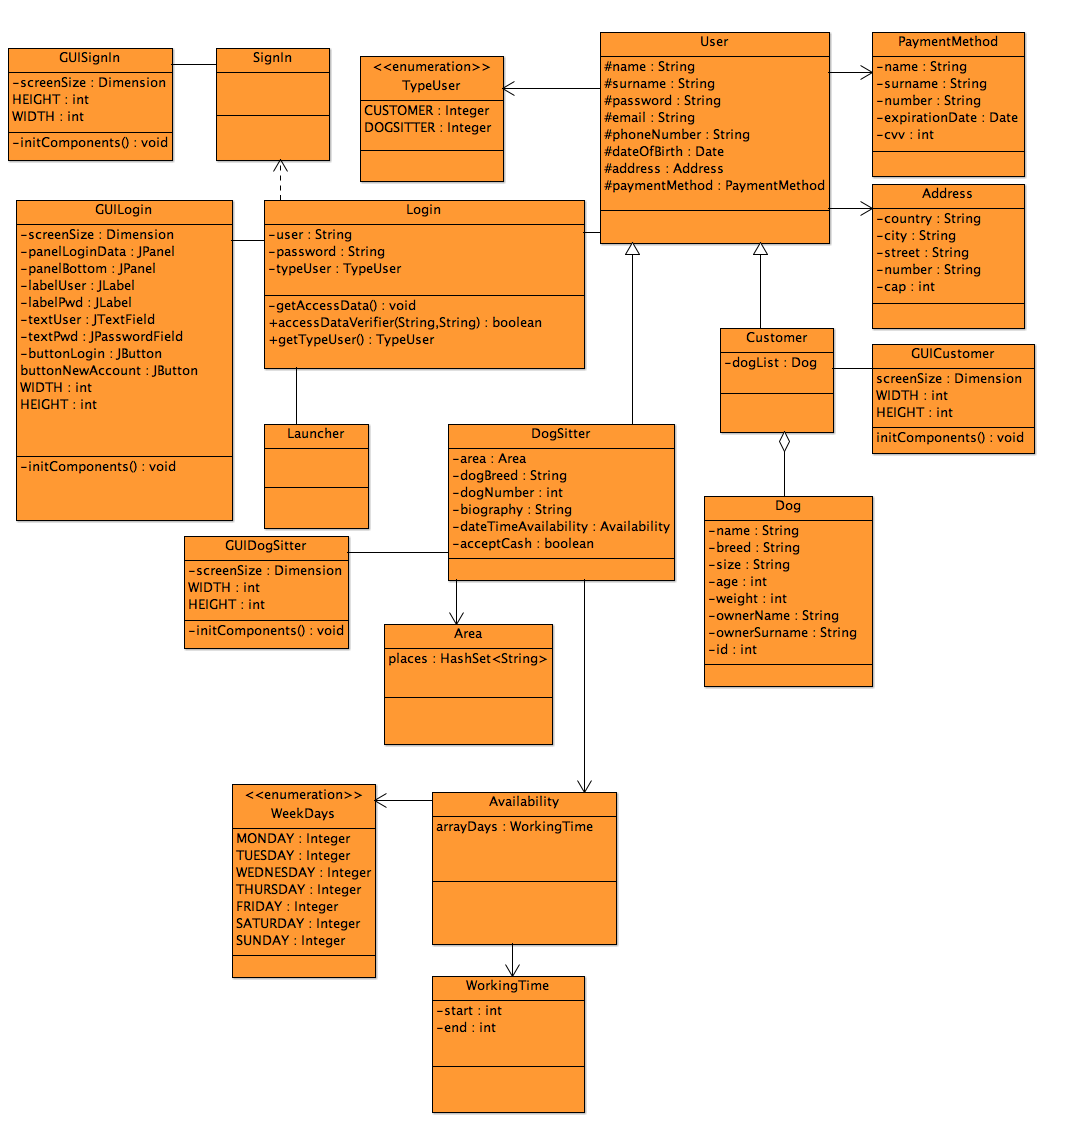 GUISignIn
-screenSize : Dimension
HEIGHT : int
WIDTH : int
-initComponents() : void
SignIn
<<enumeration>>
TypeUser
CUSTOMER : Integer
DOGSITTER : Integer
User
#name : String
#surname : String
#password : String
#email : String
#phoneNumber : String
#dateOfBirth : Date
#address : Address
#paymentMethod : PaymentMethod
PaymentMethod
-name : String
-surname : String
-number : String
-expirationDate : Date
-cvv : int
Address
-country : String
-city : String
-street : String
-number : String
-cap : int
GUILogin
-screenSize : Dimension
-panelLoginData : JPanel
-panelBottom : JPanel
-labelUser : JLabel
-labelPwd : JLabel
-textUser : JTextField
-textPwd : JPasswordField
-buttonLogin : JButton
buttonNewAccount : JButton
WIDTH : int
HEIGHT : int
-initComponents() : void
Login
-user : String
-password : String
-typeUser : TypeUser
-getAccessData() : void
+accessDataVerifier(String,String) : boolean
+getTypeUser() : TypeUser
Customer
-dogList : Dog
GUICustomer
screenSize : Dimension
WIDTH : int
HEIGHT : int
initComponents() : void
Launcher
DogSitter
-area : Area
-dogBreed : String
-dogNumber : int
-biography : String
-dateTimeAvailability : Availability
-acceptCash : boolean
Dog
-name : String
-breed : String
-size : String
-age : int
-weight : int
-ownerName : String
-ownerSurname : String
-id : int
GUIDogSitter
-screenSize : Dimension
WIDTH : int
HEIGHT : int
-initComponents() : void
Area
places : HashSet<String>
<<enumeration>>
WeekDays
MONDAY : Integer
TUESDAY : Integer
WEDNESDAY : Integer
THURSDAY : Integer
FRIDAY : Integer
SATURDAY : Integer
SUNDAY : Integer
Availability
arrayDays : WorkingTime
WorkingTime
-start : int
-end : int